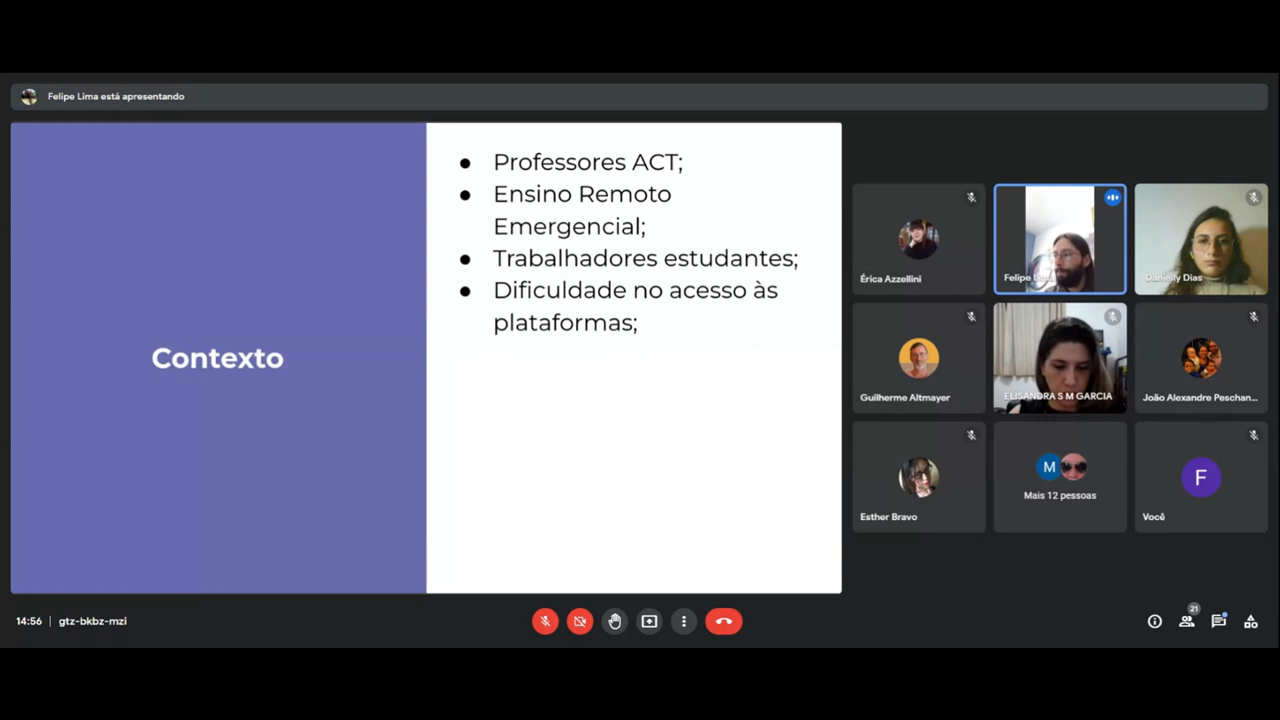 Felipe Lima está apresentando
Contexto
● Professores ACT;
● Ensino Remoto
Emergencial;
● Trabalhadores estudantes;
● Dificuldade no acesso às
plataformas;
Érica Azzellini
Felipe
Danielly Dias
Guilherme Altmayer
ELISANDRA S M GARCIA
João Alexandre Peschan...
Esther Bravo
M
Mais 12 pessoas
F
Você
14:56 | gtz-bkbz-mzi
21